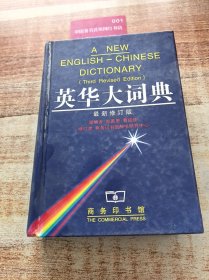 001
A NEW
ENGLISH－CHINESE
DICTIONARY
(Third Revised Edition)
英华大词典
最新修订版
商务印书馆
THE COMMERCIAL PRESS